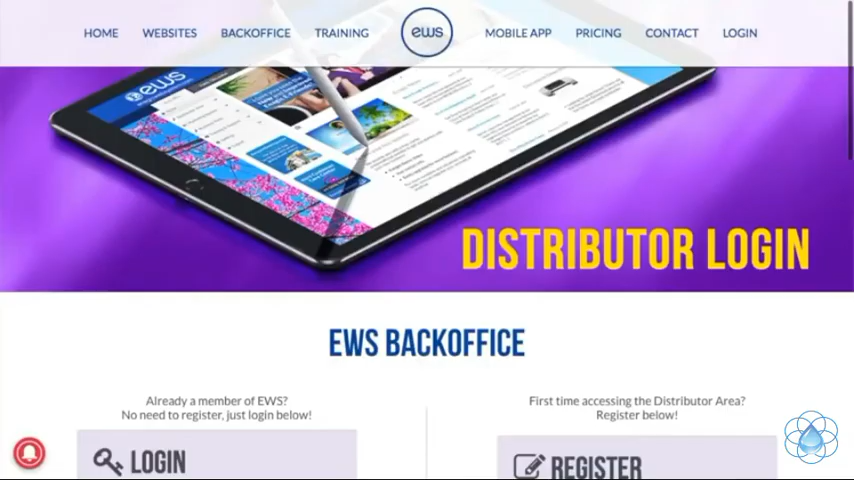 HOME WEBSITES BACKOFFICE TRAINING ews MOBILE APP PRICING CONTACT LOGIN
ews
DISTRIBUTOR LOGIN
EWS BACKOFFICE
Already a member of EWS?
No need to register, just login below!
LOGIN
First time accessing the Distributor Area?
Register below!
REGISTER